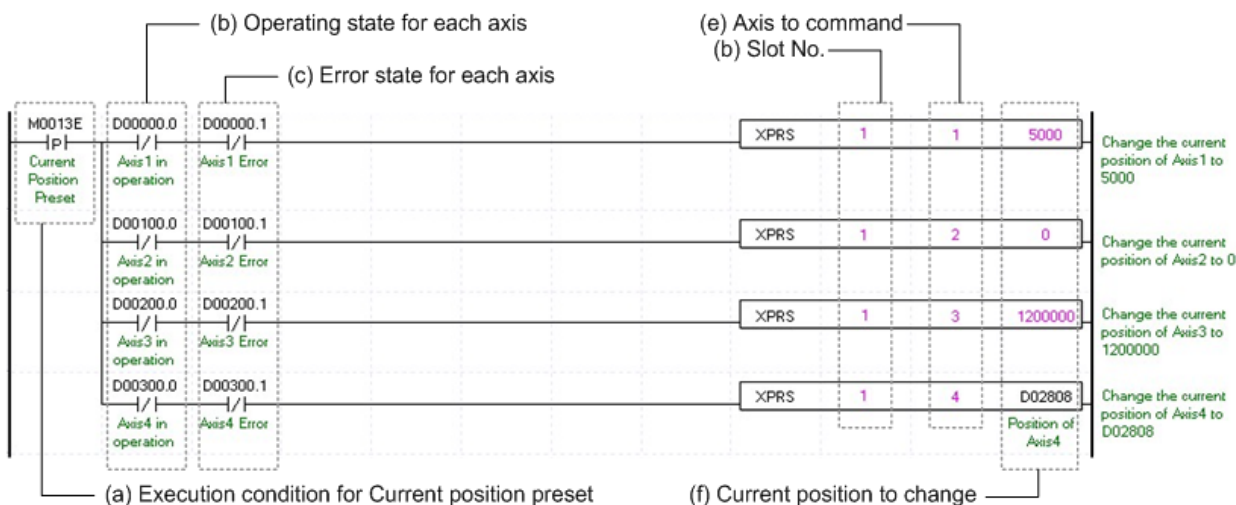 (b) Operating state for each axis
(e) Axis to command
(b) Slot No.
(c) Error state for each axis
M0013E D00000.0 D00000.1
P
XPRS 1 1 5000
Current
Position
Preset
Axis1 in
operation
Axis1 Error
Change the current
position of Axis1 to
5000
D00100.0 D00100.1
XPRS 1 2 0
Axis2 in
operation
Axis2 Error
Change the current
position of Axis2 to 0
D00200.0 D00200.1
XPRS 1 3 1200000
Axis3 in
operation
Axis3 Error
Change the current
position of Axis3 to
1200000
D00300.0 D00300.1
XPRS 1 4 D02808
Axis4 in
operation
Axis4 Error
Position of
Axis4
Change the current
position of Axis4 to
D02808
(a) Execution condition for Current position preset
(f) Current position to change